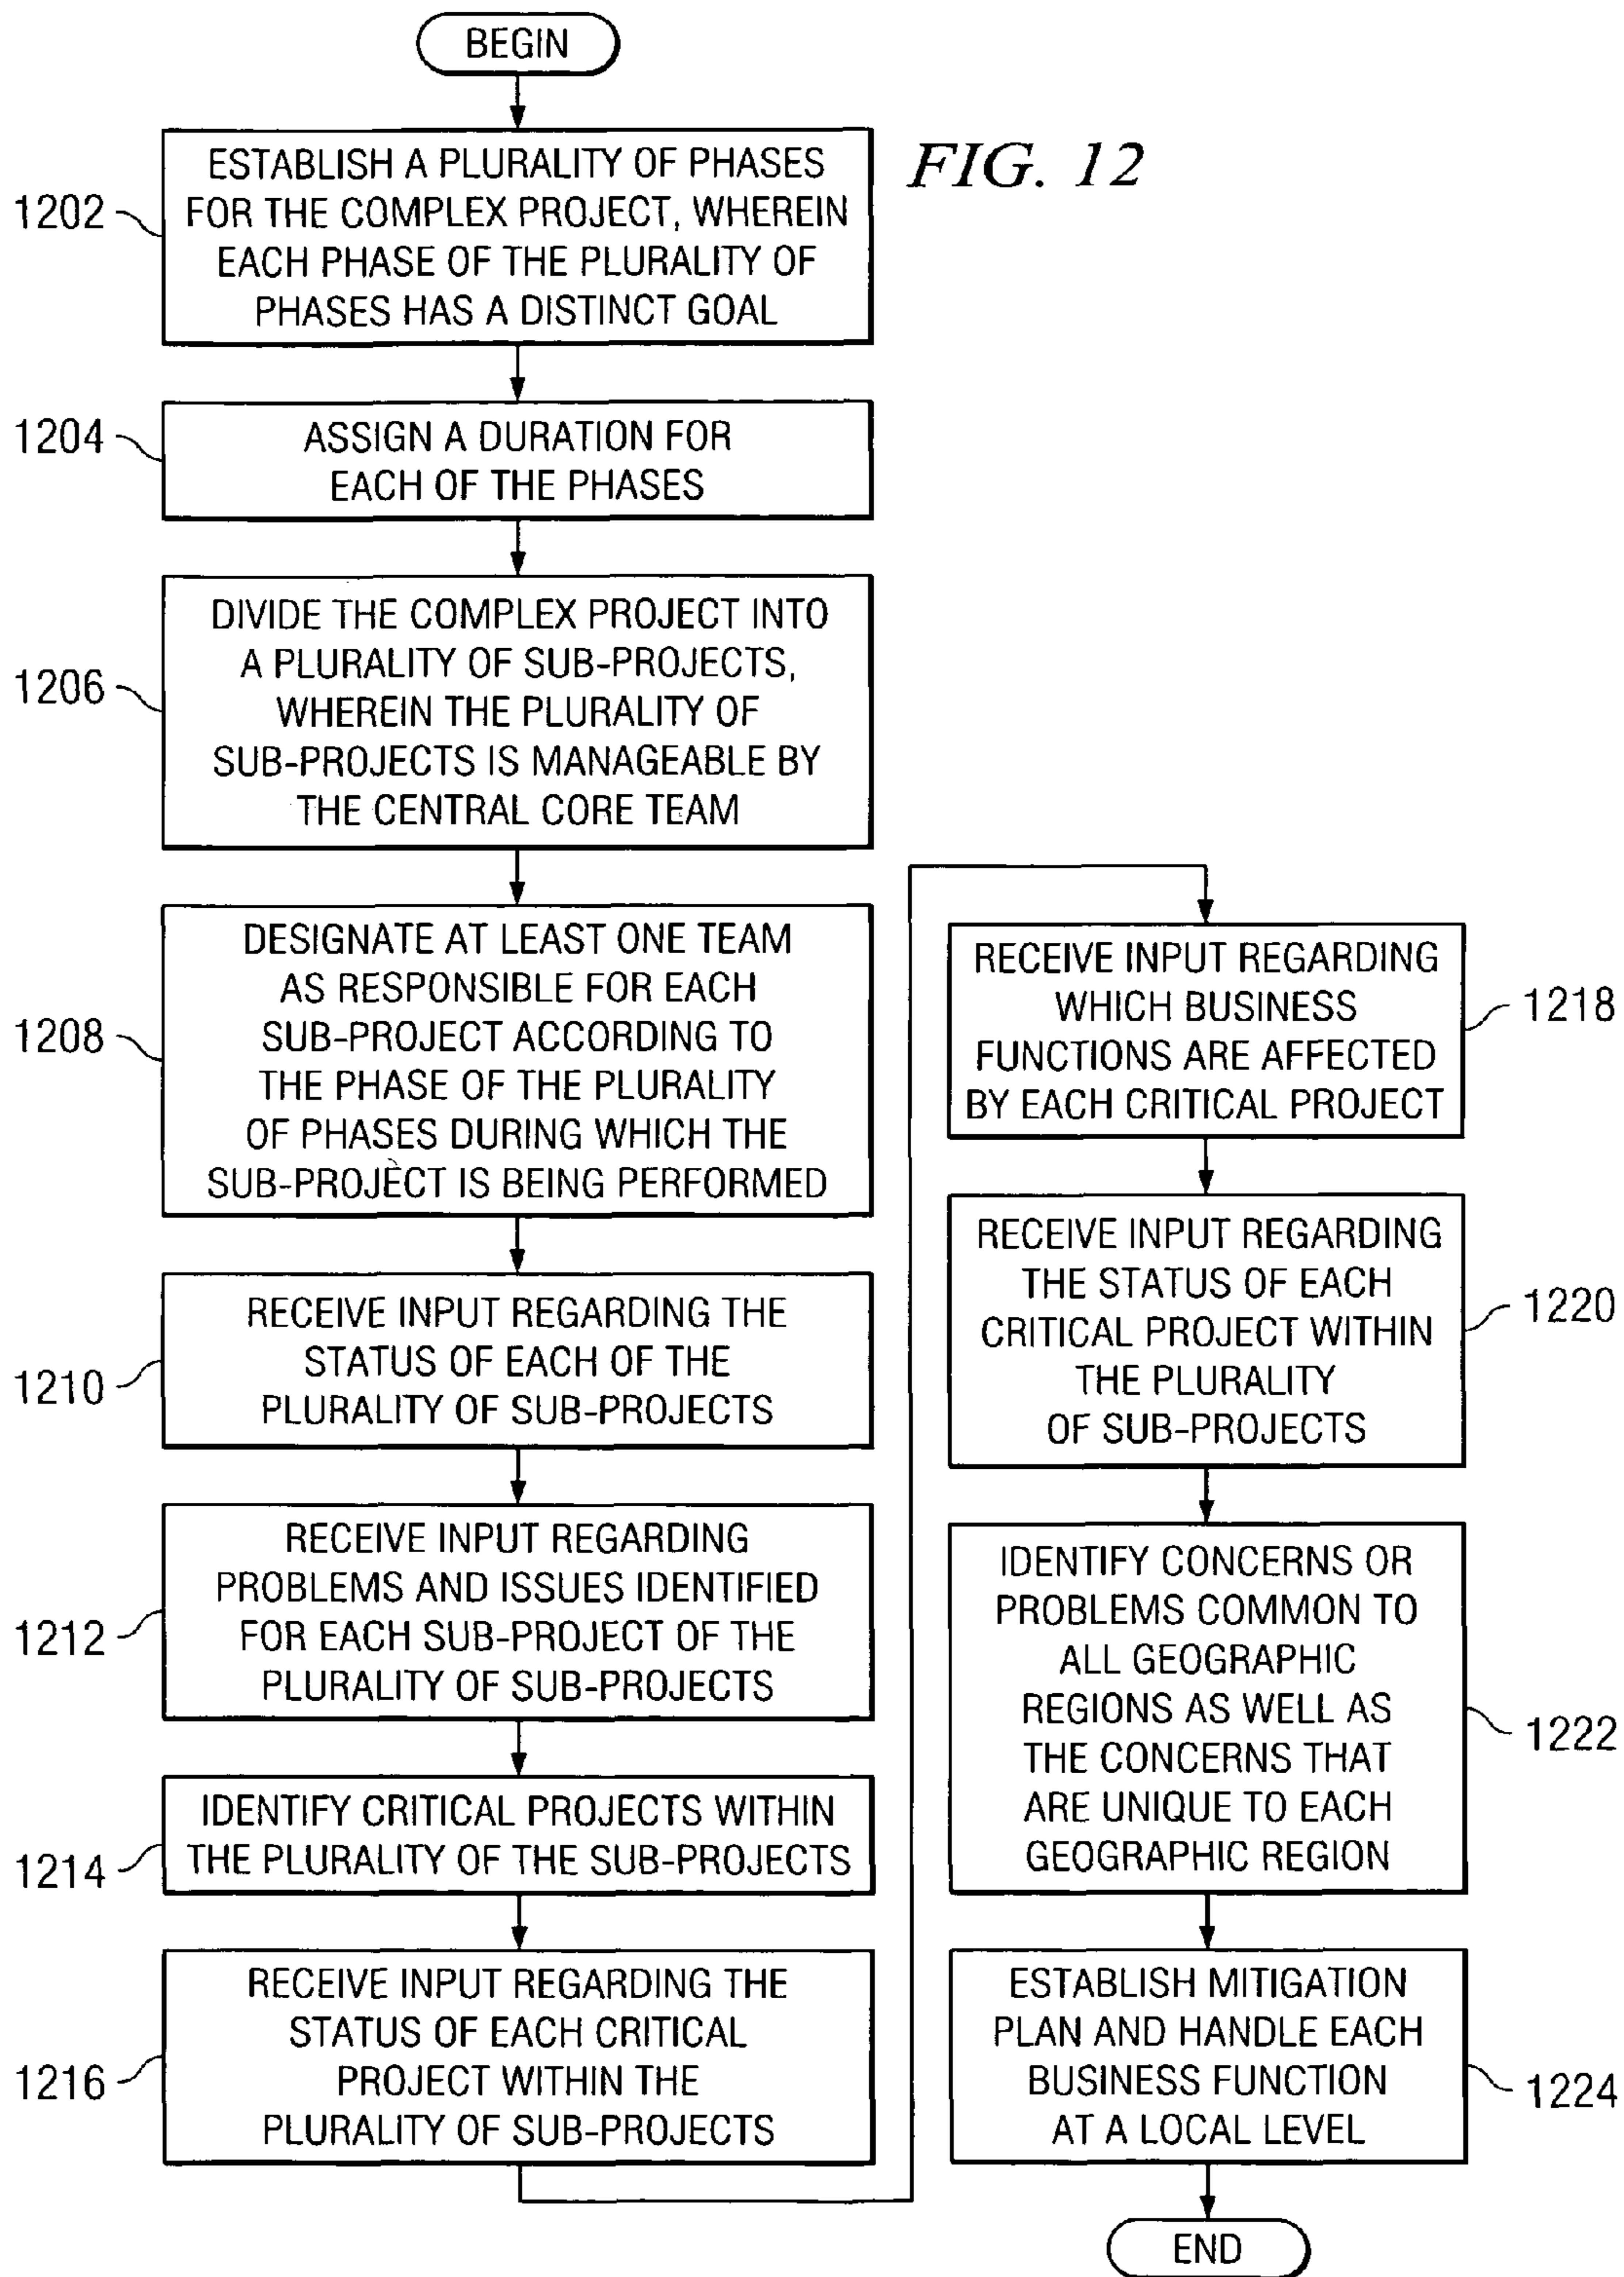 BEGIN
FIG. 12
1202
ESTABLISH A PLURALITY OF PHASES
FOR THE COMPLEX PROJECT, WHEREIN
EACH PHASE OF THE PLURALITY OF
PHASES HAS A DISTINCT GOAL
1204
ASSIGN A DURATION FOR
EACH OF THE PHASES
1206
DIVIDE THE COMPLEX PROJECT INTO
A PLURALITY OF SUB-PROJECTS,
WHEREIN THE PLURALITY OF
SUB-PROJECTS IS MANAGEABLE BY
THE CENTRAL CORE TEAM
1208
DESIGNATE AT LEAST ONE TEAM
AS RESPONSIBLE FOR EACH
SUB-PROJECT ACCORDING TO
THE PHASE OF THE PLURALITY
OF PHASES DURING WHICH THE
SUB-PROJECT IS BEING PERFORMED
1210
RECEIVE INPUT REGARDING THE
STATUS OF EACH OF THE
PLURALITY OF SUB-PROJECTS
1212
RECEIVE INPUT REGARDING
PROBLEMS AND ISSUES IDENTIFIED
FOR EACH SUB-PROJECT OF THE
PLURALITY OF SUB-PROJECTS
1214
IDENTIFY CRITICAL PROJECTS WITHIN
THE PLURALITY OF THE SUB-PROJECTS
1216
RECEIVE INPUT REGARDING THE
STATUS OF EACH CRITICAL
PROJECT WITHIN THE
PLURALITY OF SUB-PROJECTS
RECEIVE INPUT REGARDING
WHICH BUSINESS
FUNCTIONS ARE AFFECTED
BY EACH CRITICAL PROJECT
1218
RECEIVE INPUT REGARDING
THE STATUS OF EACH
CRITICAL PROJECT WITHIN
THE PLURALITY
OF SUB-PROJECTS
1220
IDENTIFY CONCERNS OR
PROBLEMS COMMON TO
ALL GEOGRAPHIC
REGIONS AS WELL AS
THE CONCERNS THAT
ARE UNIQUE TO EACH
GEOGRAPHIC REGION
1222
ESTABLISH MITIGATION
PLAN AND HANDLE EACH
BUSINESS FUNCTION
AT A LOCAL LEVEL
1224
END